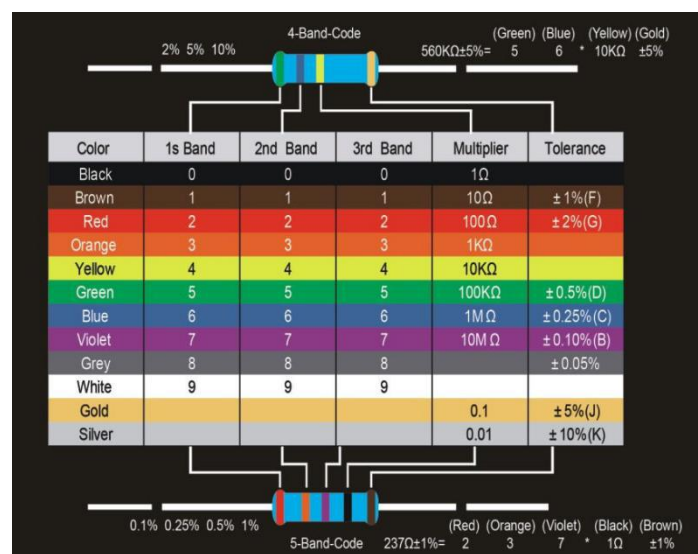 4-Band-Code
2% 5% 10%
(Green) (Blue) (Yellow) (Gold)
560KΩ±5%= 5 6 * 10KΩ ±5%
Color 1s Band 2nd Band 3rd Band Multiplier Tolerance
Black 0 0 0 1Ω
Brown 1 1 1 10Ω ±1%(F)
Red 2 2 2 100Ω ±2%(G)
Orange 3 3 3 1KΩ
Yellow 4 4 4 10KΩ
Green 5 5 5 100KΩ ±0.5%(D)
Blue 6 6 6 1MΩ ±0.25%(C)
Violet 7 7 7 10MΩ ±0.10%(B)
Grey 8 8 8 ±0.05%
White 9 9 9
Gold 0.1 ±5%(J)
Silver 0.01 ±10%(K)
0.1% 0.25% 0.5% 1%
(Red) (Orange) (Violet) (Black) (Brown)
5-Band-Code 237Ω±1%= 2 3 7 * 1Ω ±1%